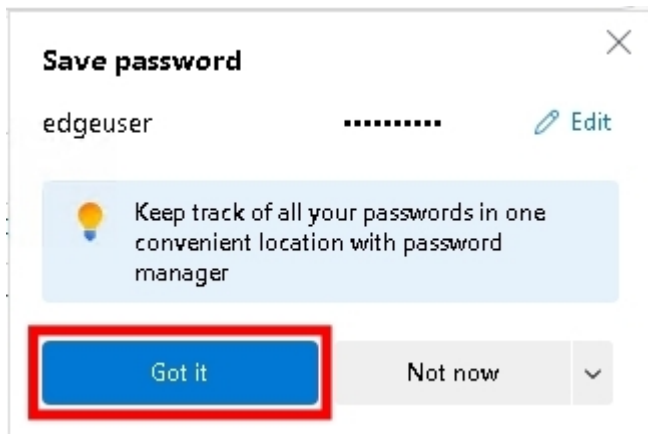 Save password
edgeuser •••••••••• Edit
Keep track of all your passwords in one
convenient location with password
manager
Got it Not now